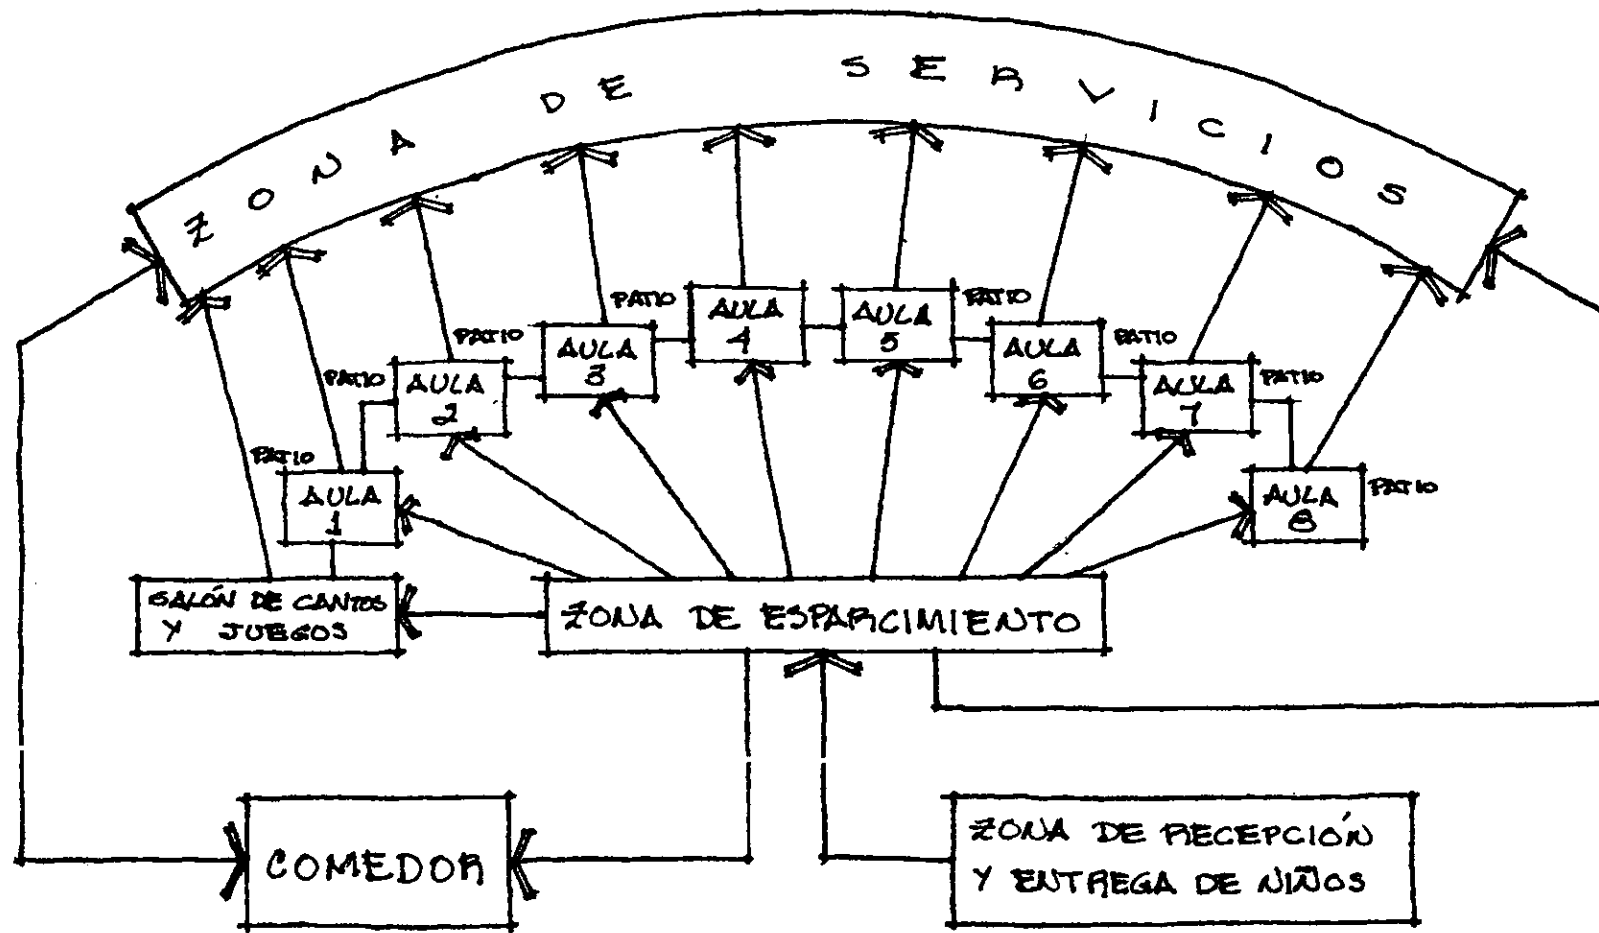 ZONA DE SERVICIOS
PATIO
AULA
4
AULA
5
PATIO
PATIO
AULA
3
AULA
6
PATIO
PATIO
AULA
2
AULA
7
PATIO
PATIO
AULA
1
AULA
8
PATIO
SALÓN DE CANTOS
Y JUEGOS
ZONA DE ESPARCIMIENTO
COMEDOR
ZONA DE RECEPCIÓN
Y ENTREGA DE NIÑOS